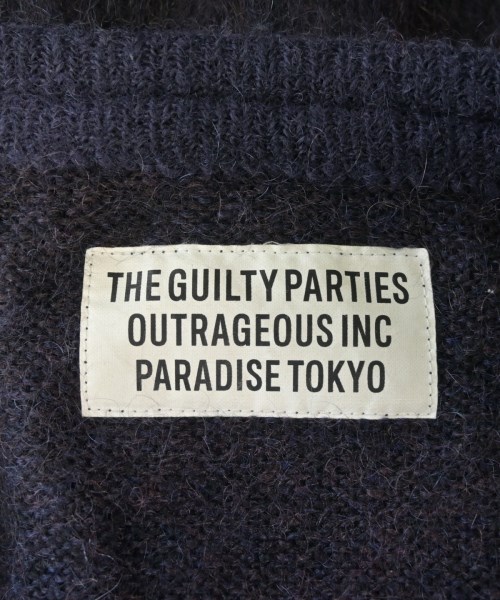 THE GUILTY PARTIES
OUTRAGEOUS INC
PARADISE TOKYO